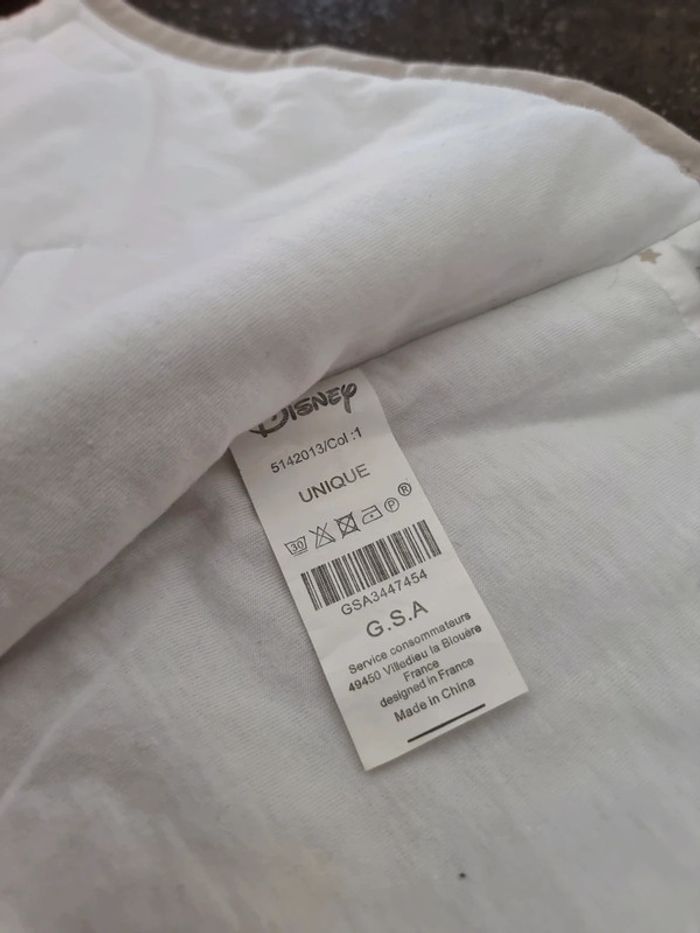 DISNEY
5142013/Col :1
UNIQUE
30 P ®
GSA3447454
G.S.A
Service consommateurs
49450 Villedieu la Blouère
France
designed in France
Made in China